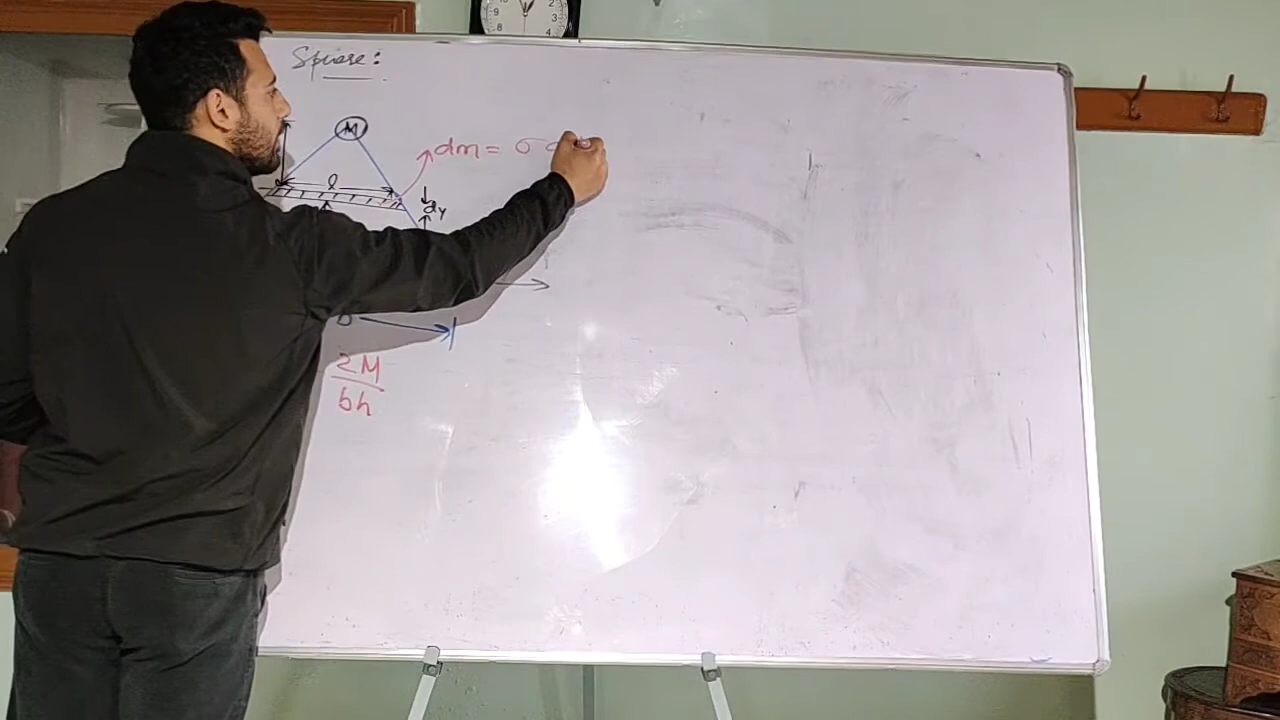 Square:
M
dm = σ d
l
dy
b
2M
bh